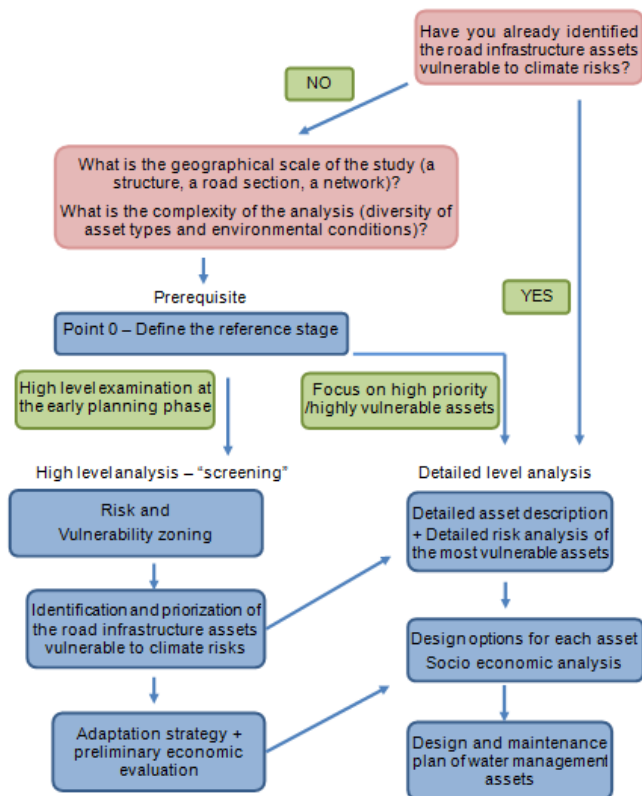 Have you already identified
the road infrastructure assets
vulnerable to climate risks?
NO
What is the geographical scale of the study (a
structure, a road section, a network)?
What is the complexity of the analysis (diversity of
asset types and environmental conditions)?
YES
Prerequisite
Point 0 – Define the reference stage
High level examination at
the early planning phase
Focus on high priority
/highly vulnerable assets
High level analysis – “screening”
Risk and
Vulnerability zoning
Identification and priorization of
the road infrastructure assets
vulnerable to climate risks
Adaptation strategy +
preliminary economic
evaluation
Detailed level analysis
Detailed asset description
+ Detailed risk analysis of
the most vulnerable assets
Design options for each asset
Socio economic analysis
Design and maintenance
plan of water management
assets